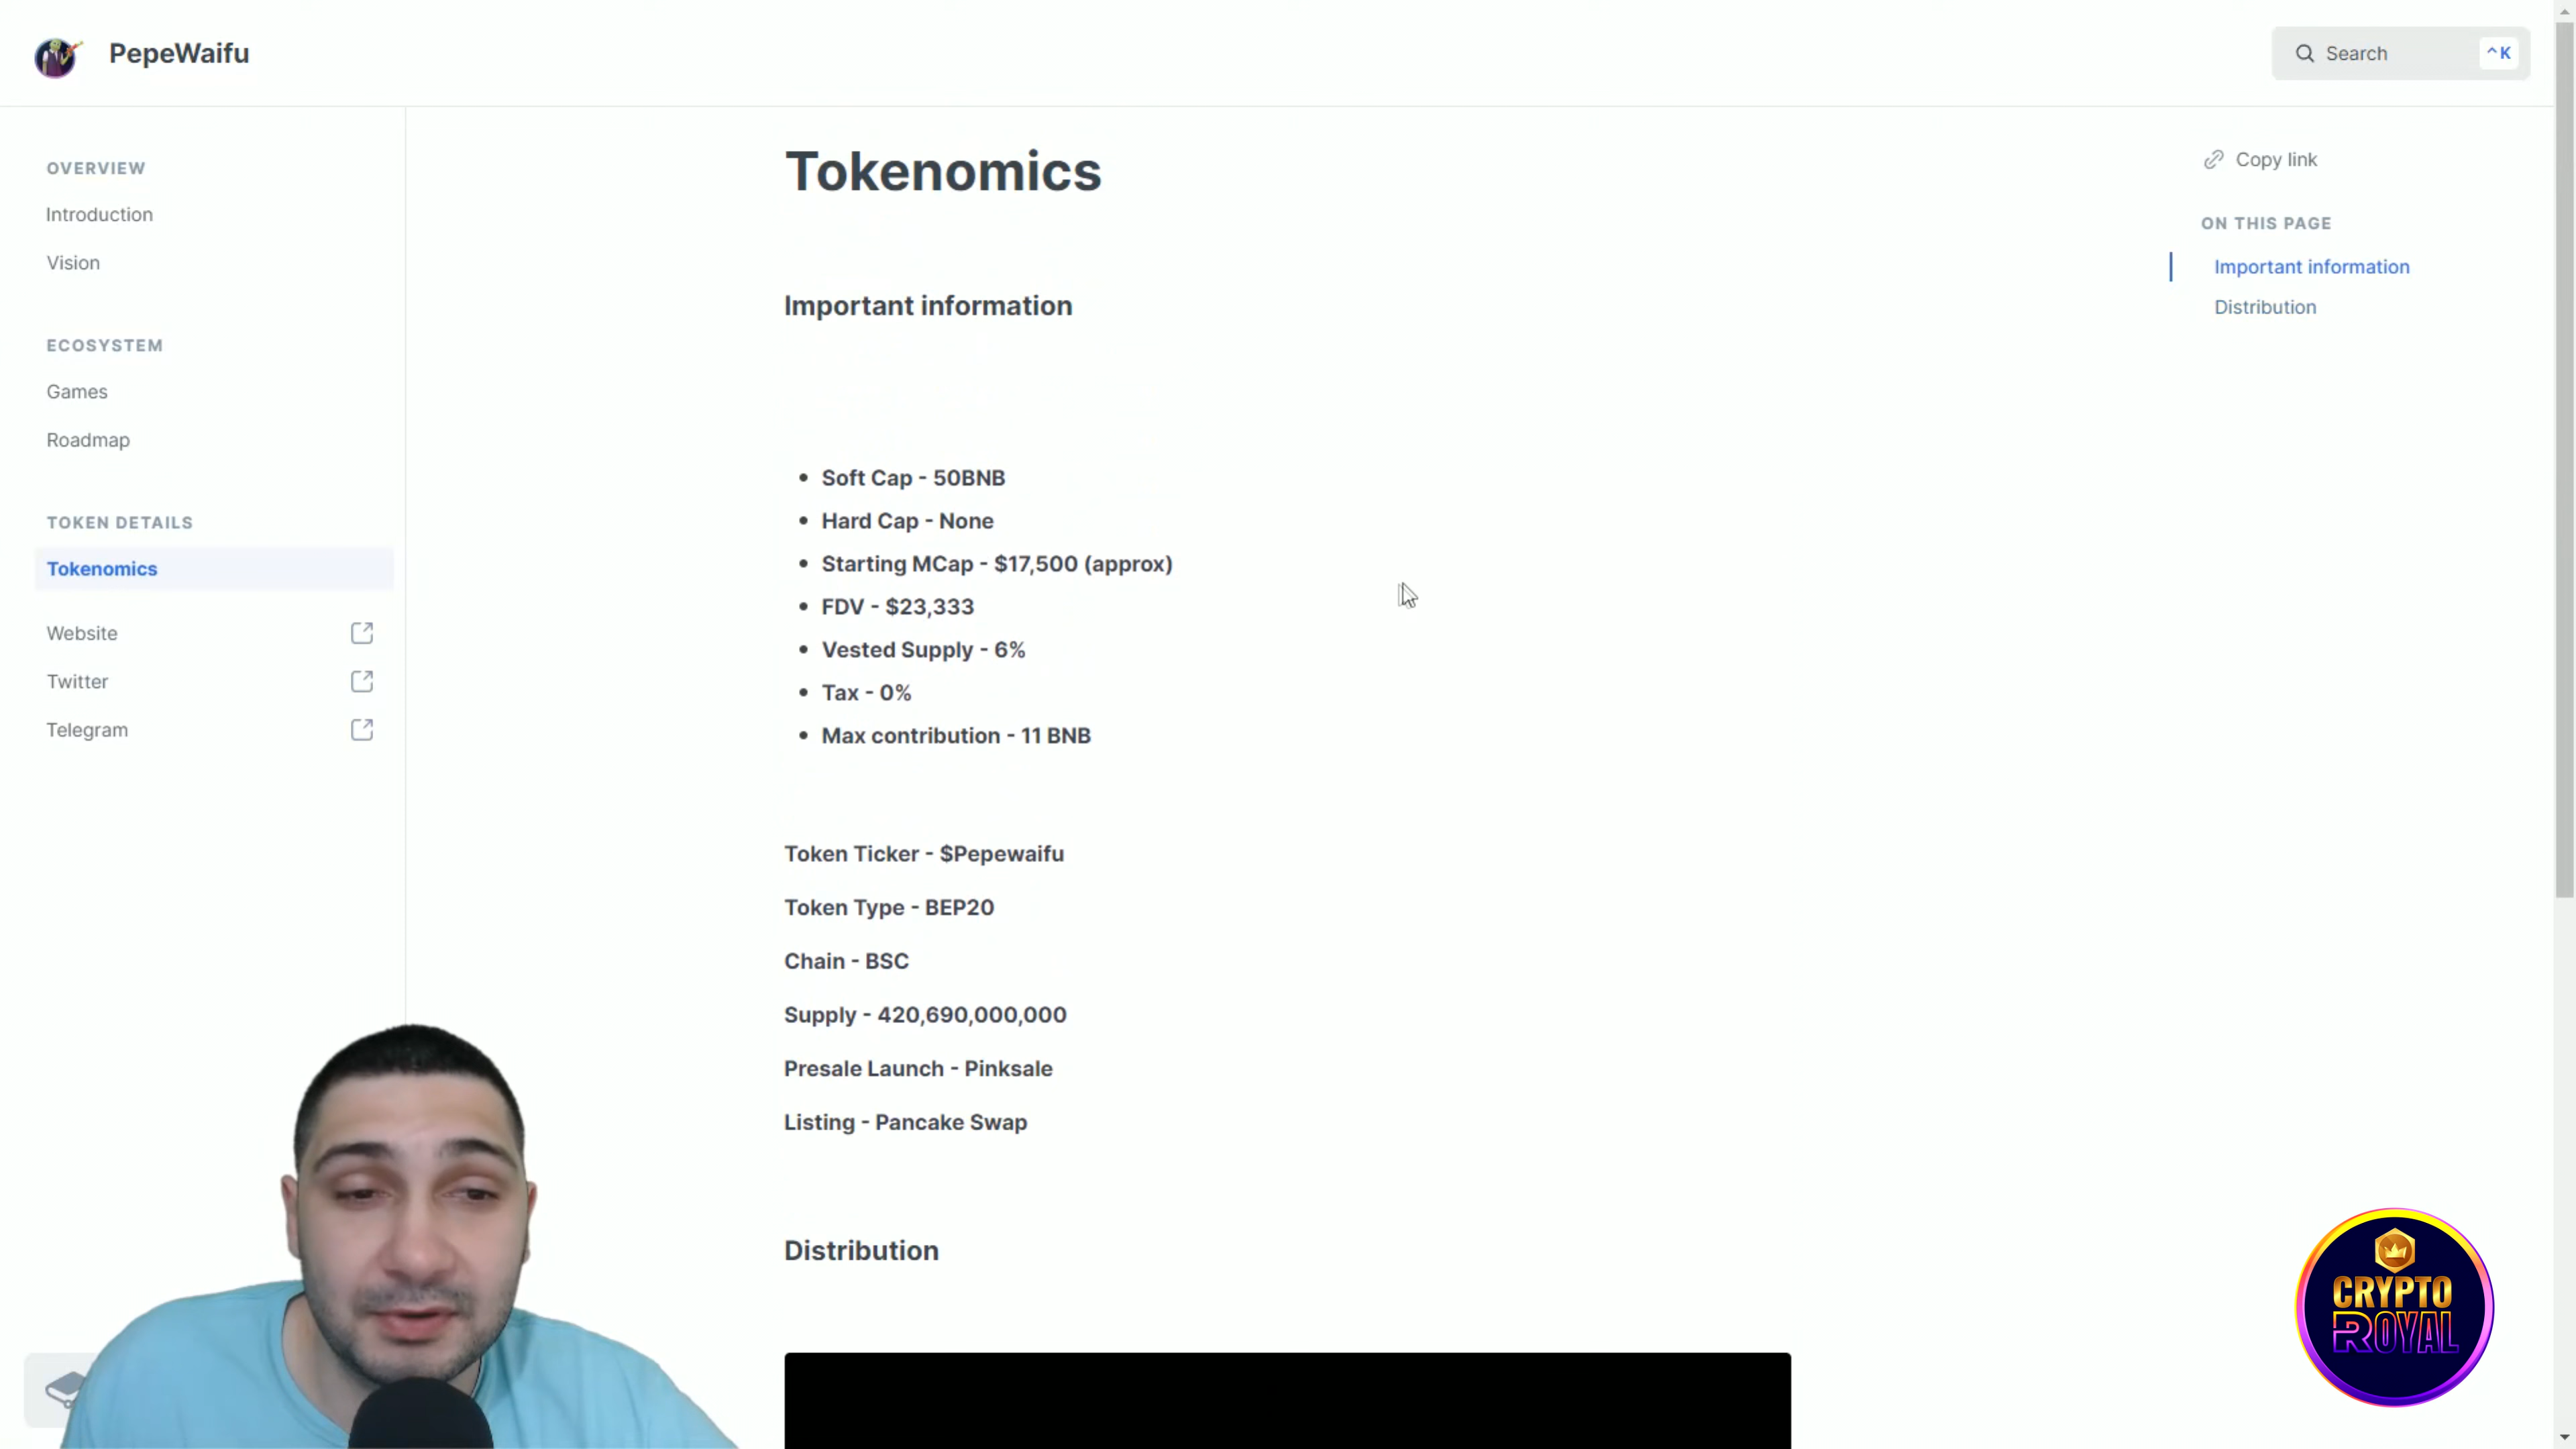 PepeWaifu
Search
^K
OVERVIEW
Introduction
Vision
ECOSYSTEM
Games
Roadmap
TOKEN DETAILS
Tokenomics
Website
Twitter
Telegram
Tokenomics
Important information
• Soft Cap - 50BNB
• Hard Cap - None
• Starting MCap - $17,500 (approx)
• FDV - $23,333
• Vested Supply - 6%
• Tax - 0%
• Max contribution - 11 BNB
Token Ticker - $Pepewaifu
Token Type - BEP20
Chain - BSC
Supply - 420,690,000,000
Presale Launch - Pinksale
Listing - Pancake Swap
Distribution
Copy link
ON THIS PAGE
Important information
Distribution
CRYPTO
ROYAL